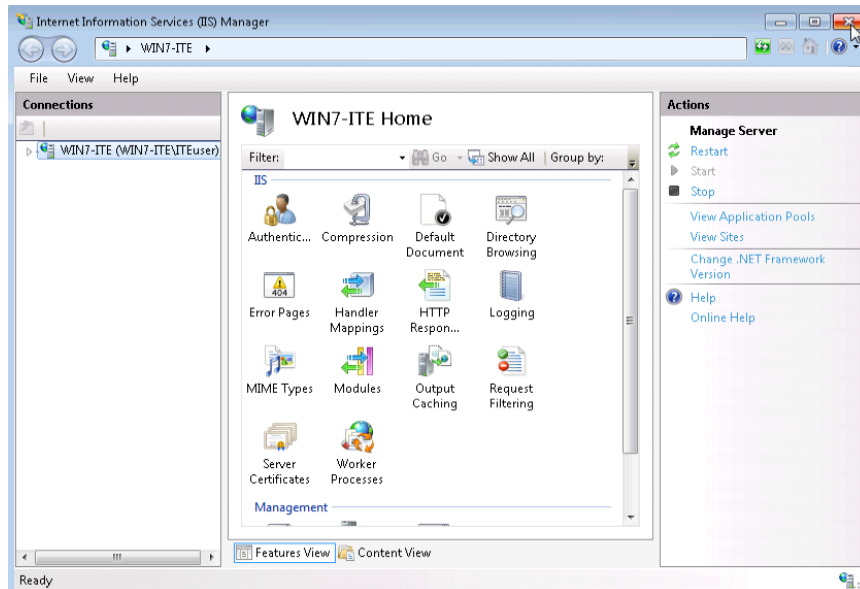 Internet Information Services (IIS) Manager
WIN7-ITE
File View Help
Connections
WIN7-ITE (WIN7-ITE\ITEuser)
WIN7-ITE Home
Filter: Go Show All Group by:
IIS
Authentic... Compression Default Document Directory Browsing
Error Pages Handler Mappings HTTP Respon... Logging
MIME Types Modules Output Caching Request Filtering
Server Certificates Worker Processes
Management
Features View Content View
Actions
Manage Server
Restart
Start
Stop
View Application Pools
View Sites
Change .NET Framework
Version
Help
Online Help
Ready